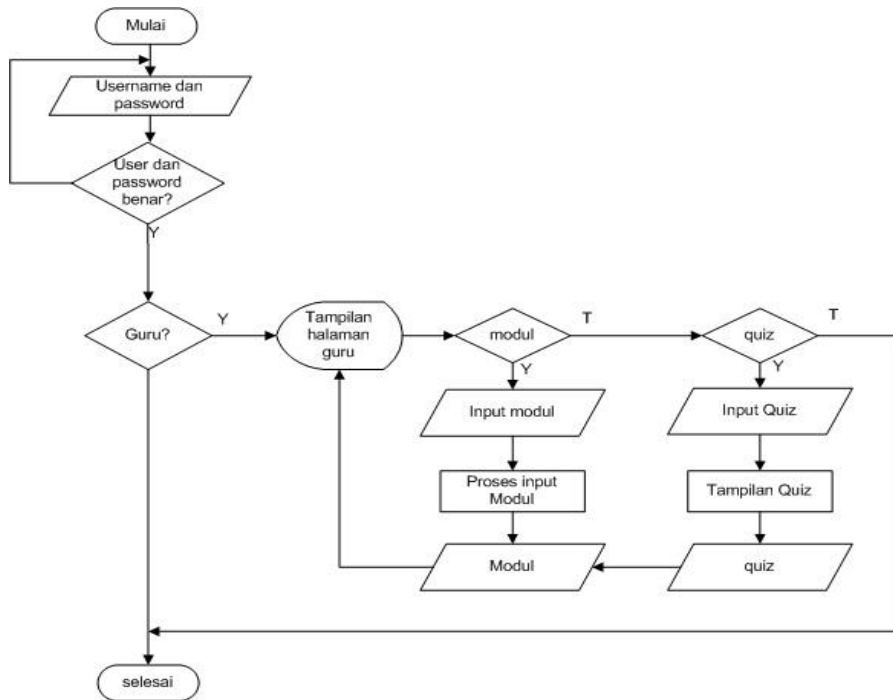 Mulai
Username dan
password
User dan
password
benar?
Y
Guru?
Y
Tampilan
halaman
guru
modul
T
quiz
T
Y
Y
Input modul
Input Quiz
Proses input
Modul
Tampilan Quiz
Modul
quiz
selesai